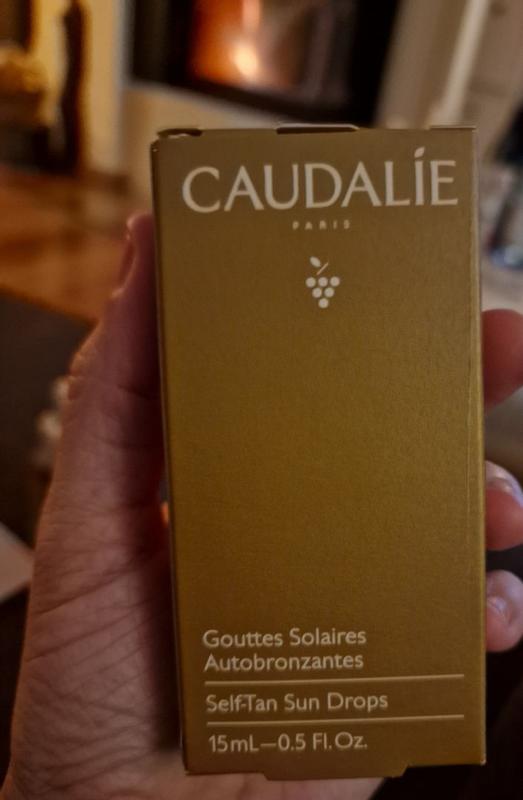 CAUDALÍE
PARIS
Gouttes Solaires
Autobronzantes
Self-Tan Sun Drops
15mL—0.5 Fl. Oz.